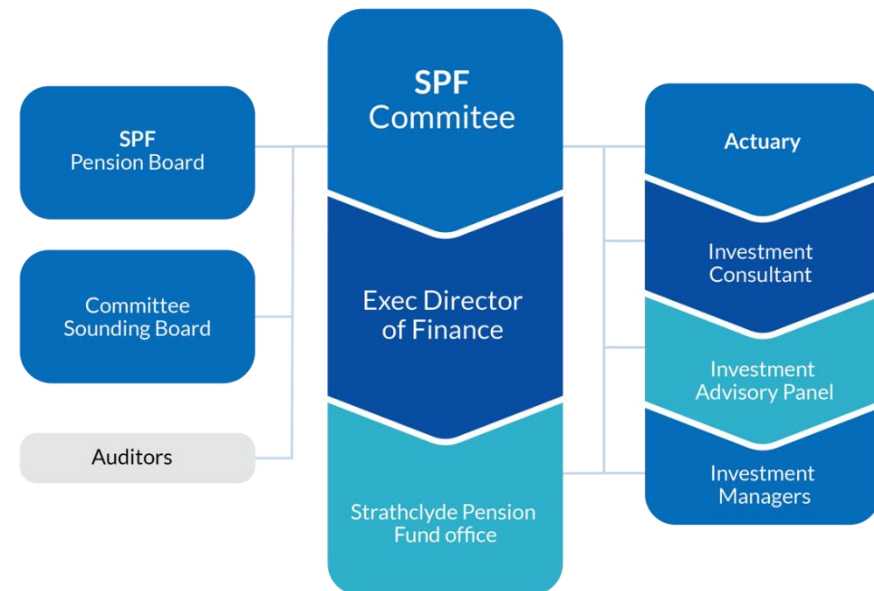 SPF
Pension Board
Committee
Sounding Board
Auditors
SPF
Commitee
Exec Director
of Finance
Strathclyde Pension
Fund office
Actuary
Investment
Consultant
Investment
Advisory Panel
Investment
Managers